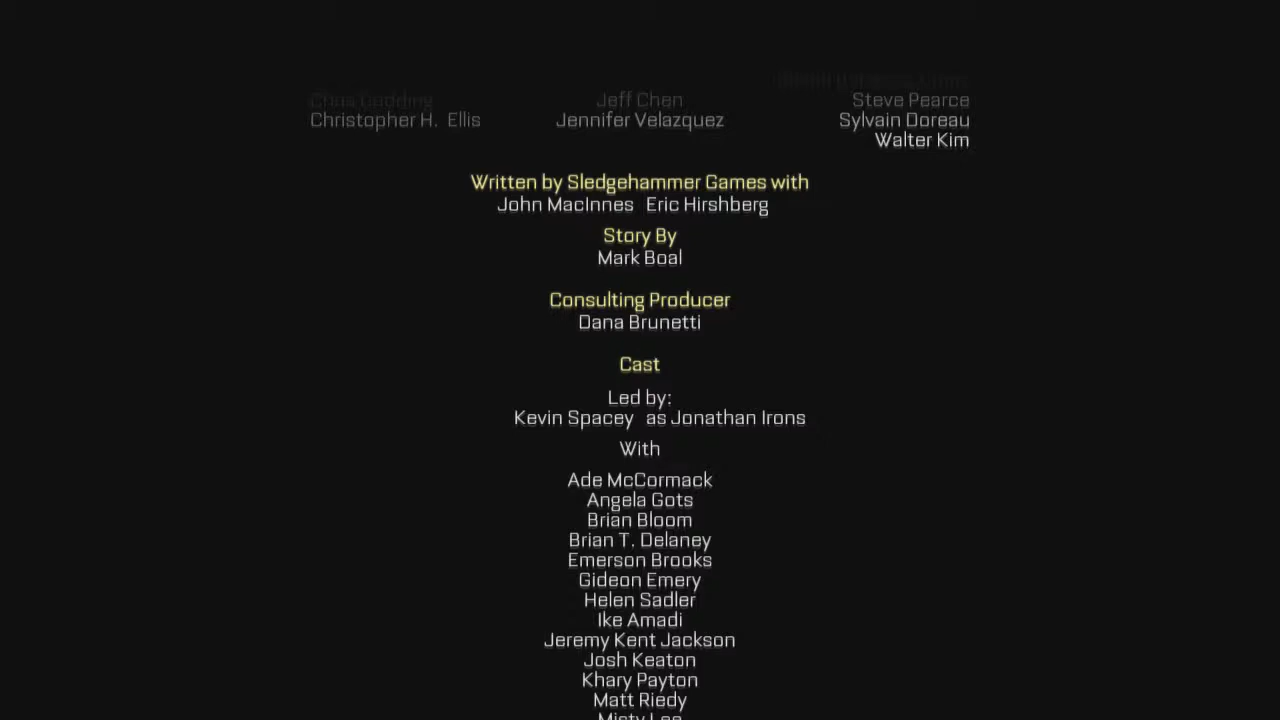 Jeff Chen
Steve Pearce
Christopher H. Ellis
Jennifer Velazquez
Sylvain Doreau
Walter Kim
Written by Sledgehammer Games with
John MacInnes Eric Hirshberg
Story By
Mark Boal
Consulting Producer
Dana Brunetti
Cast
Led by:
Kevin Spacey as Jonathan Irons
With
Ade McCormack
Angela Gots
Brian Bloom
Brian T. Delaney
Emerson Brooks
Gideon Emery
Helen Sadler
Ike Amadi
Jeremy Kent Jackson
Josh Keaton
Khary Payton
Matt Riedy